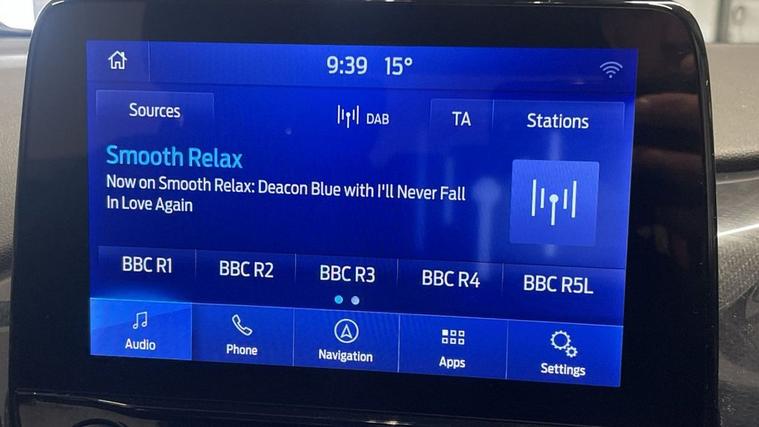 9:39 15°
Sources
DAB
TA
Stations
Smooth Relax
Now on Smooth Relax: Deacon Blue with I'll Never Fall
In Love Again
BBC R1
BBC R2
BBC R3
BBC R4
BBC R5L
Audio
Phone
Navigation
Apps
Settings